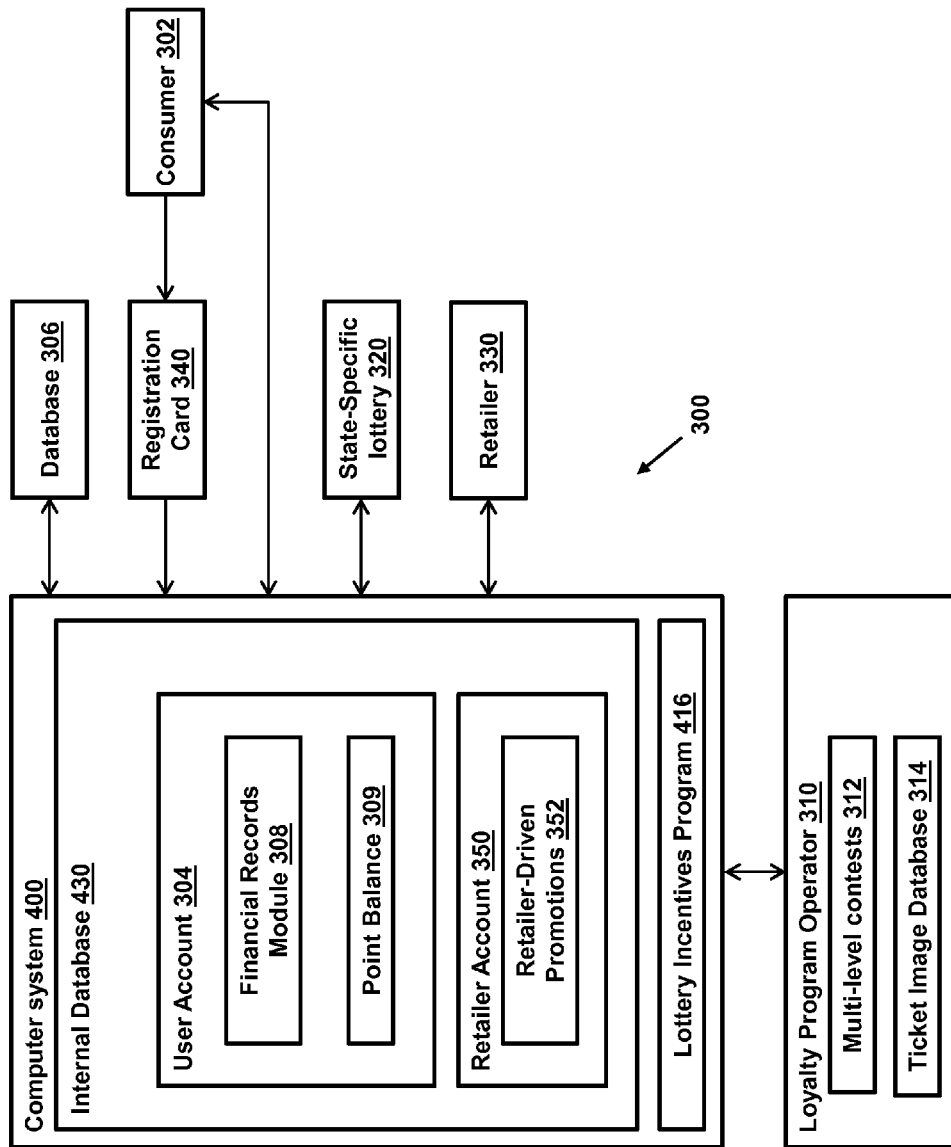 Computer system 400
Internal Database 430
User Account 304
Financial Records
Module 308
Point Balance 309
Retailer Account 350
Retailer-Driven
Promotions 352
Lottery Incentives Program 416
Loyalty Program Operator 310
Multi-level contests 312
Ticket Image Database 314
Database 306
Registration
Card 340
Consumer 302
State-Specific
lottery 320
Retailer 330
300